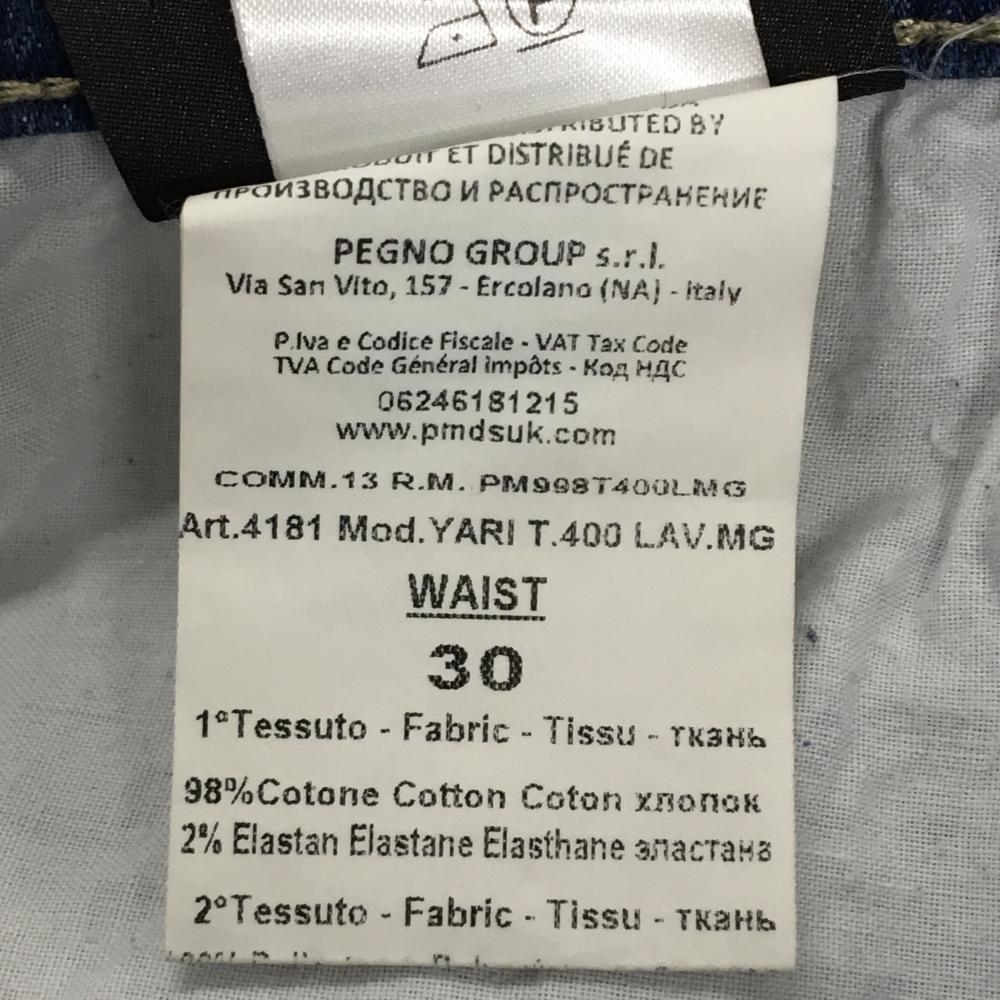 DISTRIBUTED BY
PRODUIT ET DISTRIBUÉ DE
ПРОИЗВОДСТВО И РАСПРОСТРАНЕНИЕ
PEGNO GROUP s.r.l.
Via San Vito, 157 - Ercolano (NA) - Italy
P.Iva e Codice Fiscale - VAT Tax Code
TVA Code Général impôts - Код НДС
06246181215
www.pmdsuk.com
COMM.13 R.M. PM998T400LMG
Art.4181 Mod.YARI T.400 LAV.MG
WAIST
30
1°Tessuto - Fabric - Tissu - ткань
98%Cotone Cotton Coton хлопок
2% Elastan Elastane Elasthane эластана
2°Tessuto - Fabric - Tissu - ткань